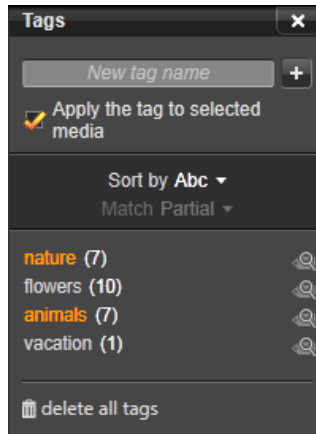 Tags
New tag name
Apply the tag to selected
media
Sort by Abc
Match Partial
nature (7)
flowers (10)
animals (7)
vacation (1)
delete all tags